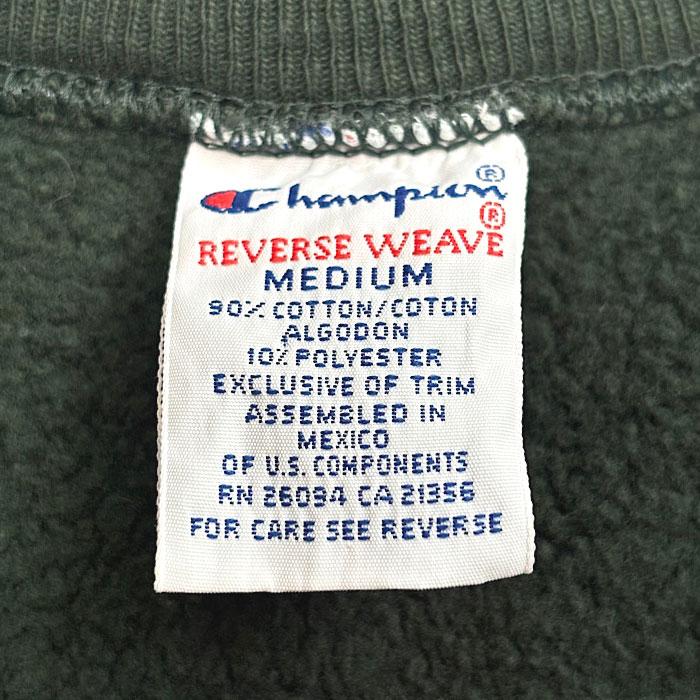 Champion®
REVERSE WEAVE®
MEDIUM
90% COTTON/COTON
ALGODON
10% POLYESTER
EXCLUSIVE OF TRIM
ASSEMBLED IN
MEXICO
OF U.S. COMPONENTS
RN 26094 CA 21356
FOR CARE SEE REVERSE